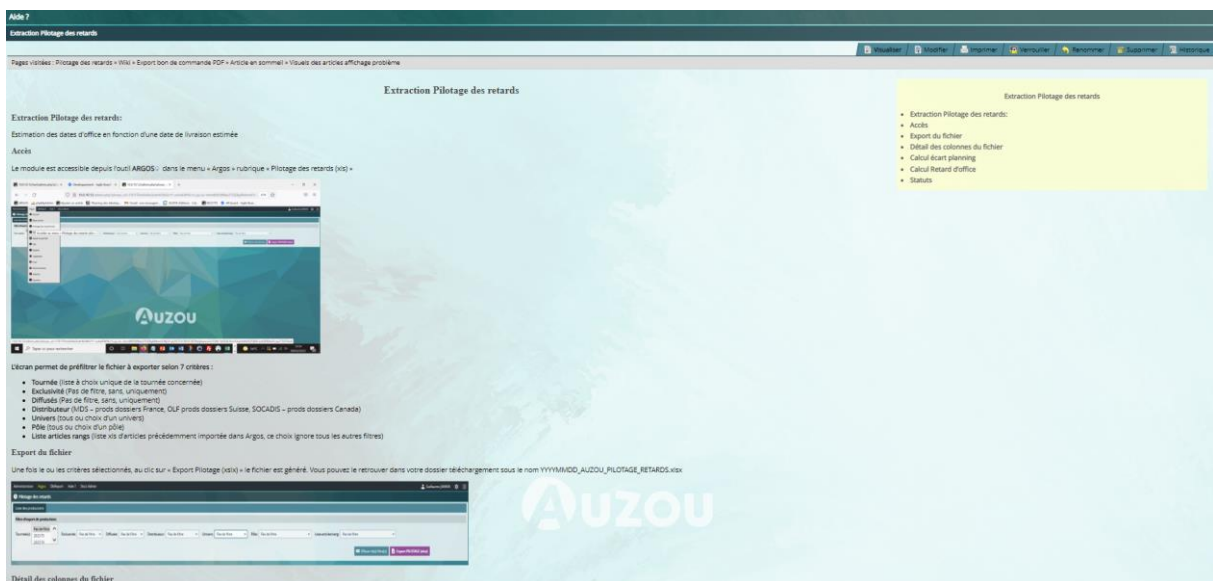 Aide ?
Extraction Pilotage des retards
Visualiser Modifier Imprimer Verrouiller Renommer Supprimer Historique
Pages visitées : Pilotage des retards » Wiki » Export bon de commande PDF » Article en sommeil » Visuels des articles affichage problème
Extraction Pilotage des retards
Extraction Pilotage des retards:
Estimation des dates d'office en fonction d'une date de livraison estimée
Accès
Le module est accessible depuis l'outil ARGOS dans le menu « Argos » rubrique « Pilotage des retards (xls) »
AUZOU
L'écran permet de préfiltrer le fichier à exporter selon 7 critères :
• Tournée (liste à choix unique de la tournée concernée)
• Exclusivité (Pas de filtre, sans, uniquement)
• Diffusés (Pas de filtre, sans, uniquement)
• Distributeur (MDS – prods dossiers France, OLF prods dossiers Suisse, SOCADIS – prods dossiers Canada)
• Univers (tous ou choix d'un univers)
• Pôle (tous ou choix d'un pôle)
• Liste articles rangs (liste xls d'articles précédemment importée dans Argos, ce choix ignore tous les autres filtres)
Export du fichier
Une fois le ou les critères sélectionnés, au clic sur « Export Pilotage (xslx) » le fichier est généré. Vous pouvez le retrouver dans votre dossier téléchargement sous le nom YYYYMMDD_AUZOU_PILOTAGE_RETARDS.xlsx
Pilotage des retards
Détail des colonnes du fichier
Extraction Pilotage des retards
• Extraction Pilotage des retards:
• Accès
• Export du fichier
• Détail des colonnes du fichier
• Calcul écart planning
• Calcul Retard d'office
• Statuts
AUZOU